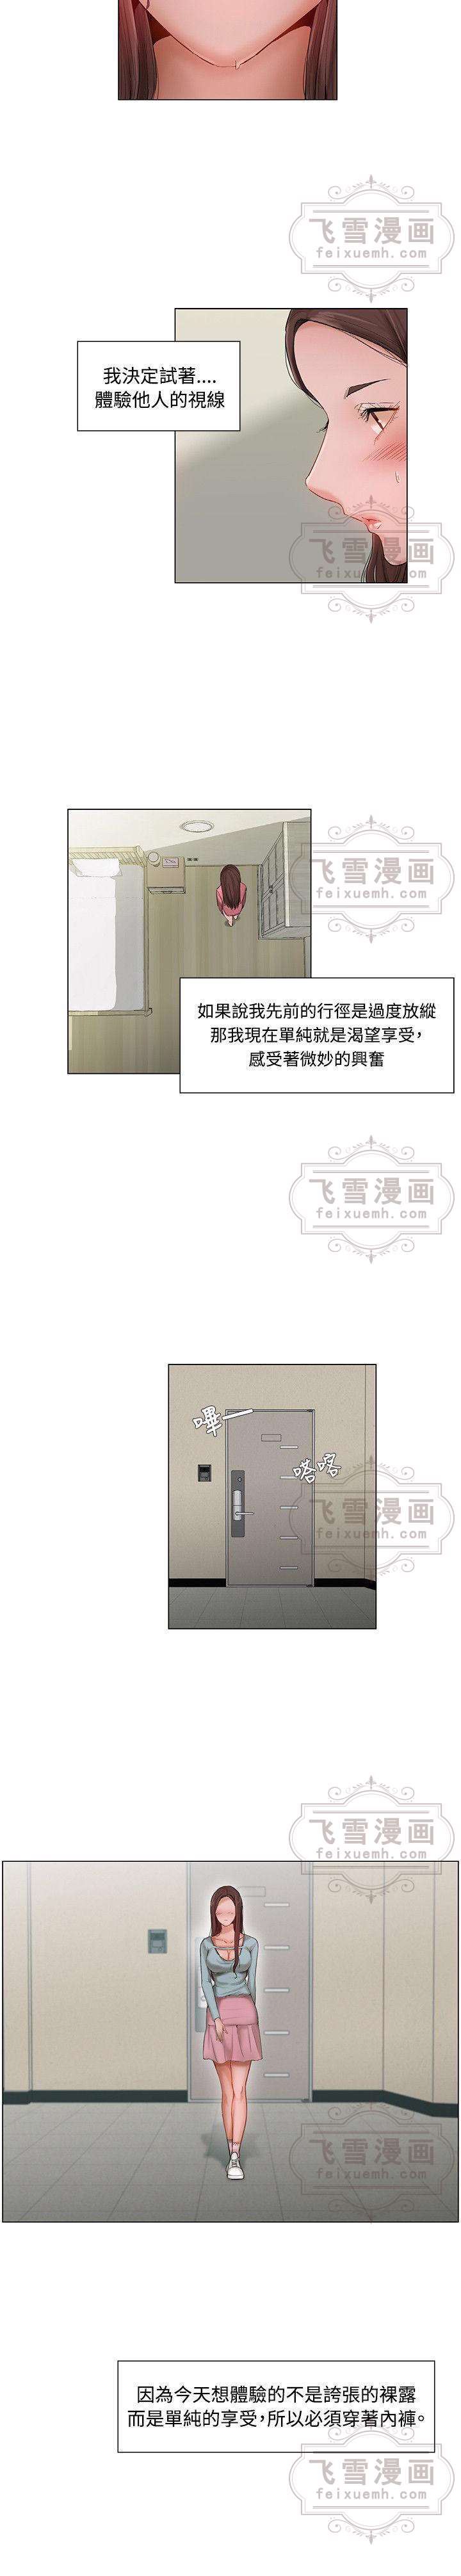 飞雪漫画
feixuemh.com
我決定試著....
體驗他人的視線
飞雪漫画
feixuemh.com
飞雪漫画
feixuemh.com
如果說我先前的行徑是過度放縱
那我現在單純就是渴望享受，
感受著微妙的興奮
飞雪漫画
feixuemh.com
嗶一
嗒喀
飞雪漫画
feixuemh.com
飞雪漫画
feixuemh.com
飞雪漫画
feixuemh.com
因為今天想體驗的不是誇張的裸露
而是單純的享受，所以必須穿著內褲。
飞雪漫画
feixuemh.com